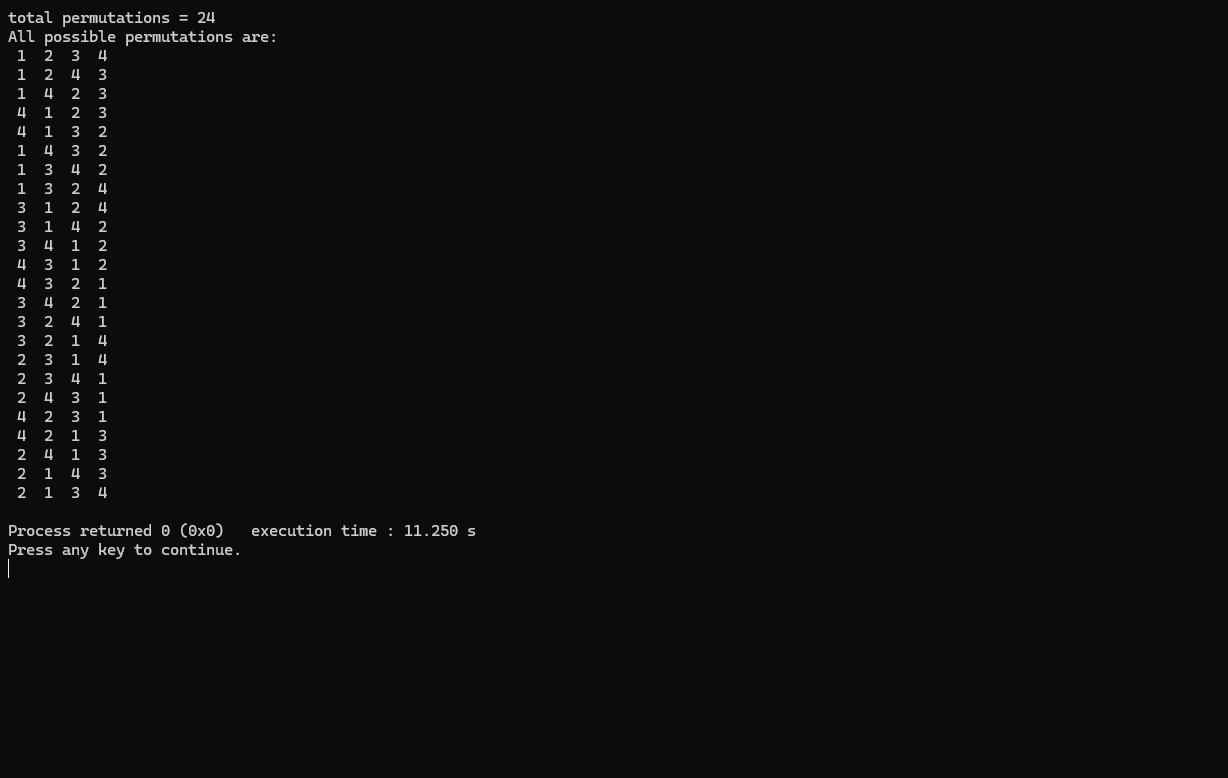 total permutations = 24
All possible permutations are:
 1  2  3  4
 1  2  4  3
 1  4  2  3
 4  1  2  3
 4  1  3  2
 1  4  3  2
 1  3  4  2
 1  3  2  4
 3  1  2  4
 3  1  4  2
 3  4  1  2
 4  3  1  2
 4  3  2  1
 3  4  2  1
 3  2  4  1
 3  2  1  4
 2  3  1  4
 2  3  4  1
 2  4  3  1
 4  2  3  1
 4  2  1  3
 2  4  1  3
 2  1  4  3
 2  1  3  4
Process returned 0 (0x0)   execution time : 11.250 s
Press any key to continue.